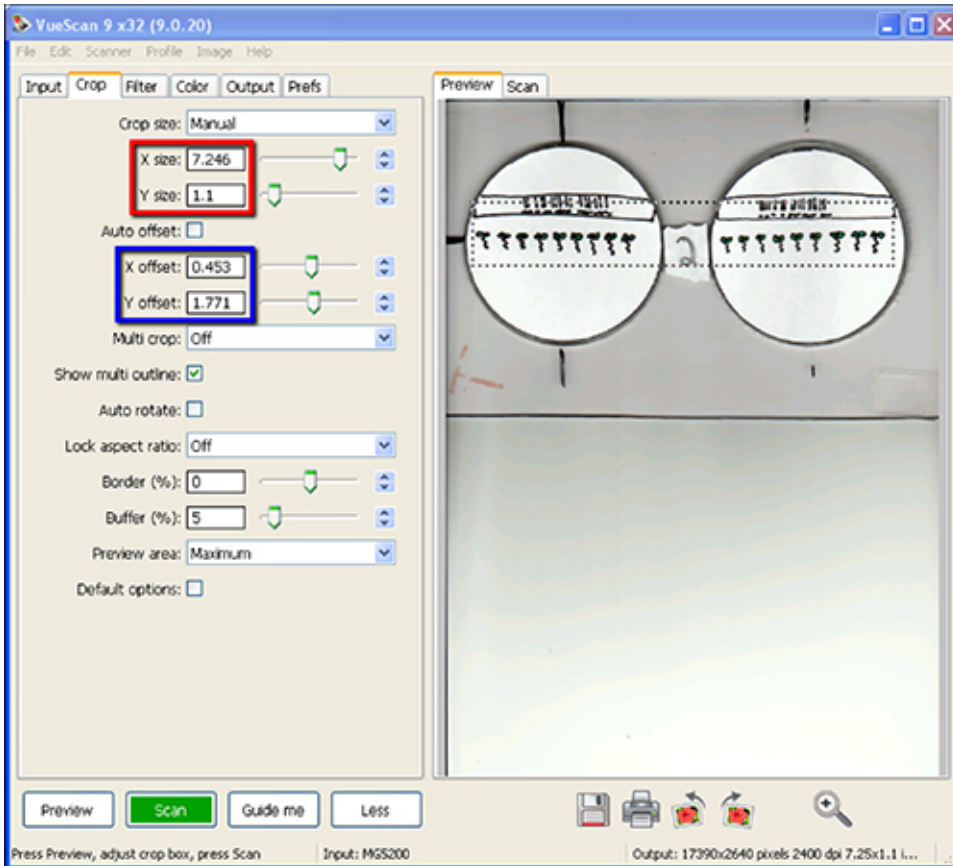 VueScan 9 x32 (9.0.20)
File Edit Scanner Profile Image Help
Input Crop Filter Color Output Prefs
Preview Scan
Crop size: Manual
X size: 7.246
Y size: 1.1
Auto offset:
X offset: 0.453
Y offset: 1.771
Multi crop: Off
Show multi outline:
Auto rotate:
Lock aspect ratio: Off
Border (%): 0
Buffer (%): 5
Preview area: Maximum
Default options:
2
Preview Scan Guide me Less
Press Preview, adjust crop box, press Scan Input: MG5200 Output: 17390x2640 pixels 2400 dpi 7.25x1.1 i...